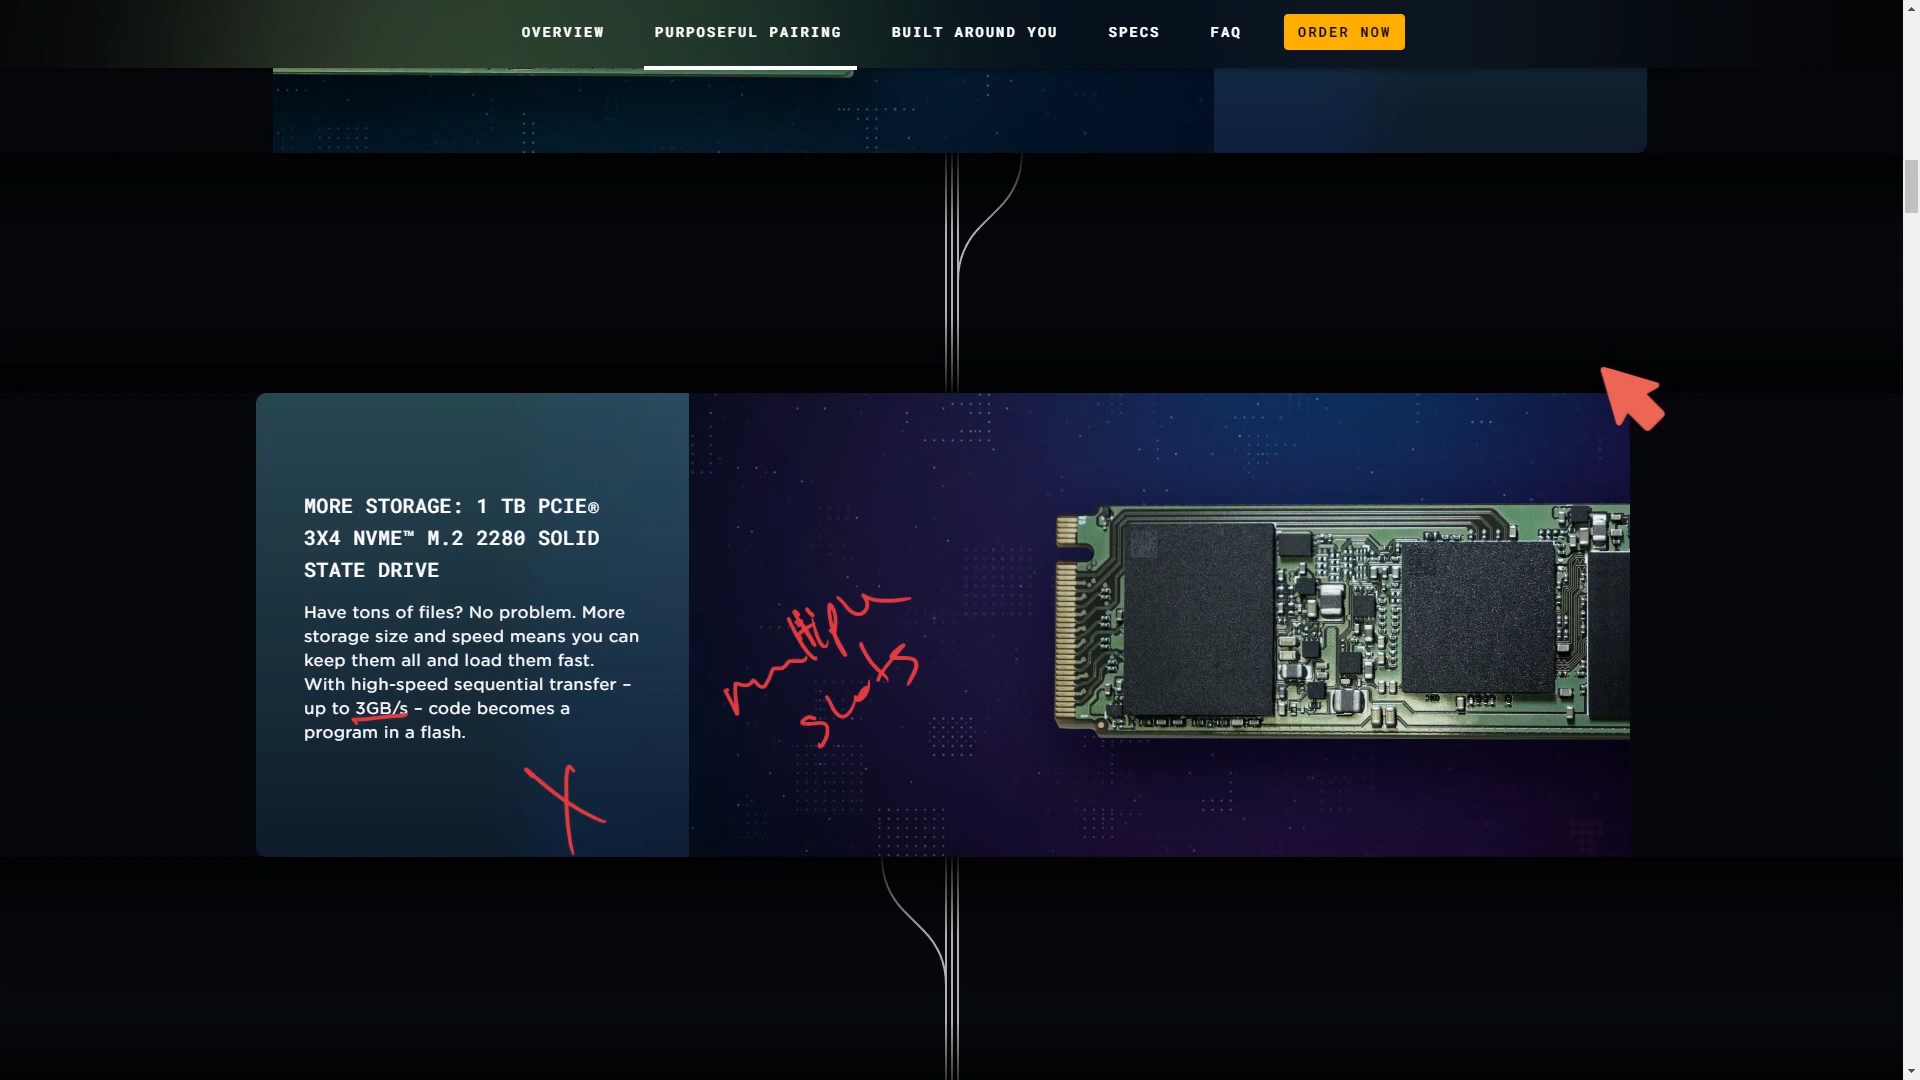 OVERVIEW PURPOSEFUL PAIRING BUILT AROUND YOU SPECS FAQ ORDER NOW
MORE STORAGE: 1 TB PCIE®
3X4 NVME™ M.2 2280 SOLID
STATE DRIVE
Have tons of files? No problem. More
storage size and speed means you can
keep them all and load them fast.
With high-speed sequential transfer –
up to 3GB/s – code becomes a
program in a flash.
slots
X